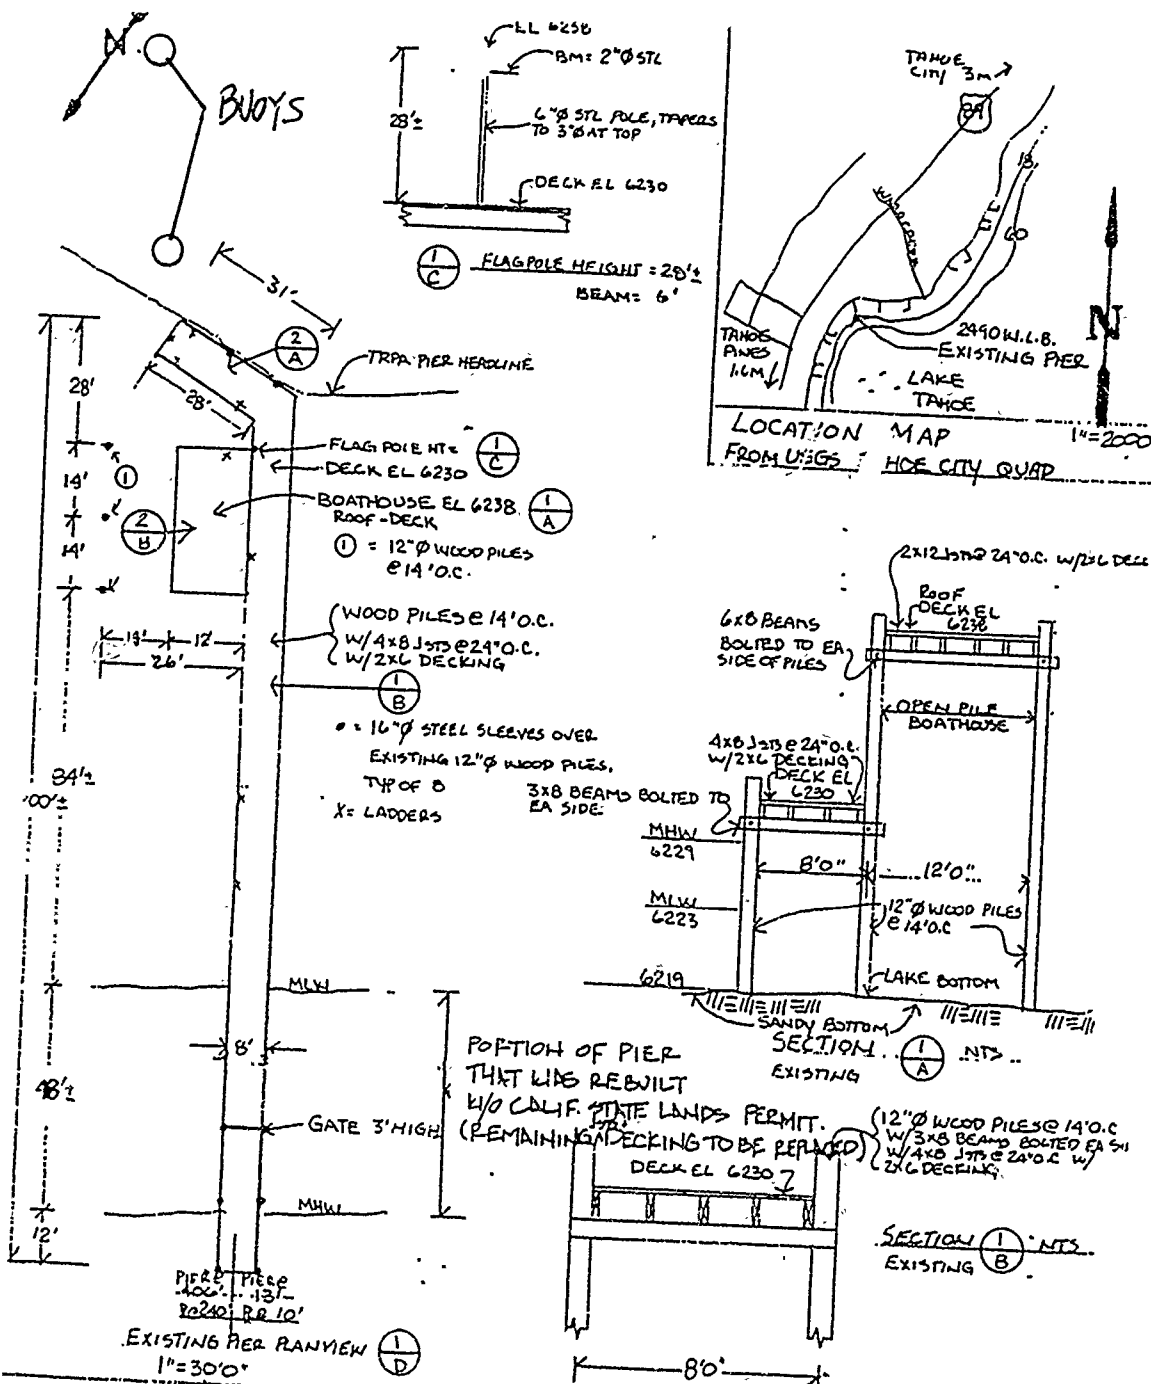 N
BUOYS
28'±
EL 6258
BM= 2"Ø STL
6"Ø STL POLE, TAPERS
TO 3"Ø AT TOP
DECK EL 6230
1
C
FLAGPOLE HEIGHT = 28'±
BEAM= 6'
TAHOE
CITY 3M
89
18
60
TAHOE
PINES
1.6M
2490 W.L.B.
EXISTING PIER
LAKE
TAHOE
N
LOCATION MAP
1"=2000
FROM USGS HOE CITY QUAD
31'
2
A
TRPA PIER HEADLINE
28'
28'
FLAG POLE HT=
1
C
DECK EL 6230
14'
1
BOATHOUSE EL 6238
ROOF-DECK
1
A
2
B
14'
1 = 12"Ø WOOD PILES
@ 14' O.C.
WOOD PILES @ 14' O.C.
W/ 4X8 JSTS @ 24" O.C.
W/ 2X6 DECKING
14' 12'
26'
1
B
• = 16"Ø STEEL SLEEVES OVER
EXISTING 12"Ø WOOD PILES,
TYP OF 8
X= LADDERS
84'±
00'±
2X12 JSTS @ 24" O.C. W/2X6 DECK
ROOF
DECK EL
6238
6X8 BEAMS
BOLTED TO EA
SIDE OF PILES
OPEN PILE
BOATHOUSE
4X8 JSTS @ 24" O.C.
W/2X6 DECKING
DECK EL
6230
3X8 BEAMS BOLTED TO
EA SIDE
MHW
6229
8'0" 12'0"
MLW
6223
12"Ø WOOD PILES
@ 14' O.C
6219
LAKE BOTTOM
SANDY BOTTOM
SECTION
1
A
NTS
EXISTING
MLW
8'
48'±
GATE 3' HIGH
MHW
12'
PORTION OF PIER
THAT WAS REBUILT
W/O CALIF. STATE LANDS PERMIT.
(REMAINING DECKING TO BE REPLACED)
DECK EL 6230
12"Ø WOOD PILES @ 14' O.C
W/ 3X8 BEAMS BOLTED EA
W/ 4X8 JSTS @ 24" O.C W/
2X6 DECKING
SECTION
1
B
NTS
EXISTING
8'0"
EXISTING PIER PLANVIEW
1
D
1"=30'0"